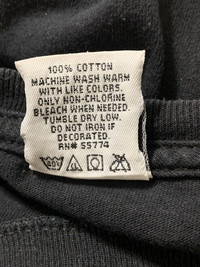 100% COTTON
MACHINE WASH WARM
WITH LIKE COLORS.
ONLY NON-CHLORINE
BLEACH WHEN NEEDED.
TUMBLE DRY LOW.
DO NOT IRON IF
DECORATED.
RN# 55774